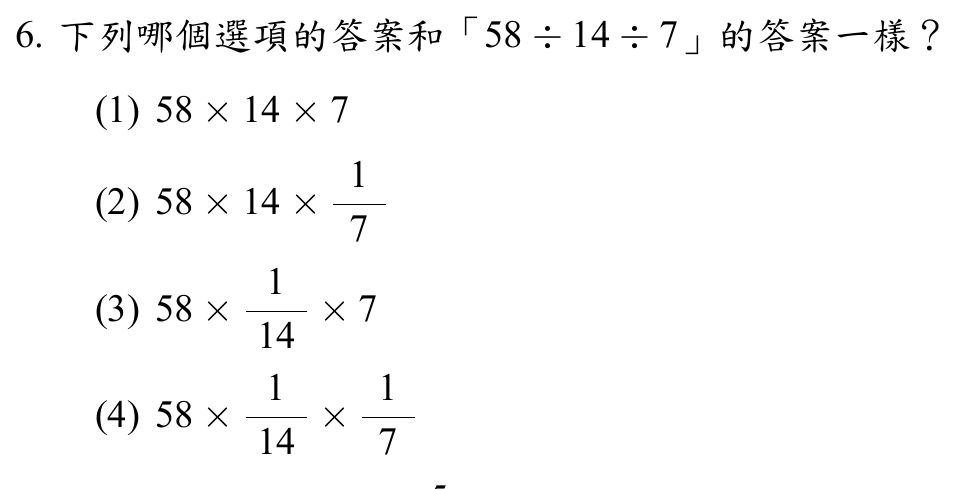 6. 下列哪個選項的答案和「58 ÷ 14 ÷ 7」的答案一樣？
(1) 58 × 14 × 7
(2) 58 × 14 × 1/7
(3) 58 × 1/14 × 7
(4) 58 × 1/14 × 1/7